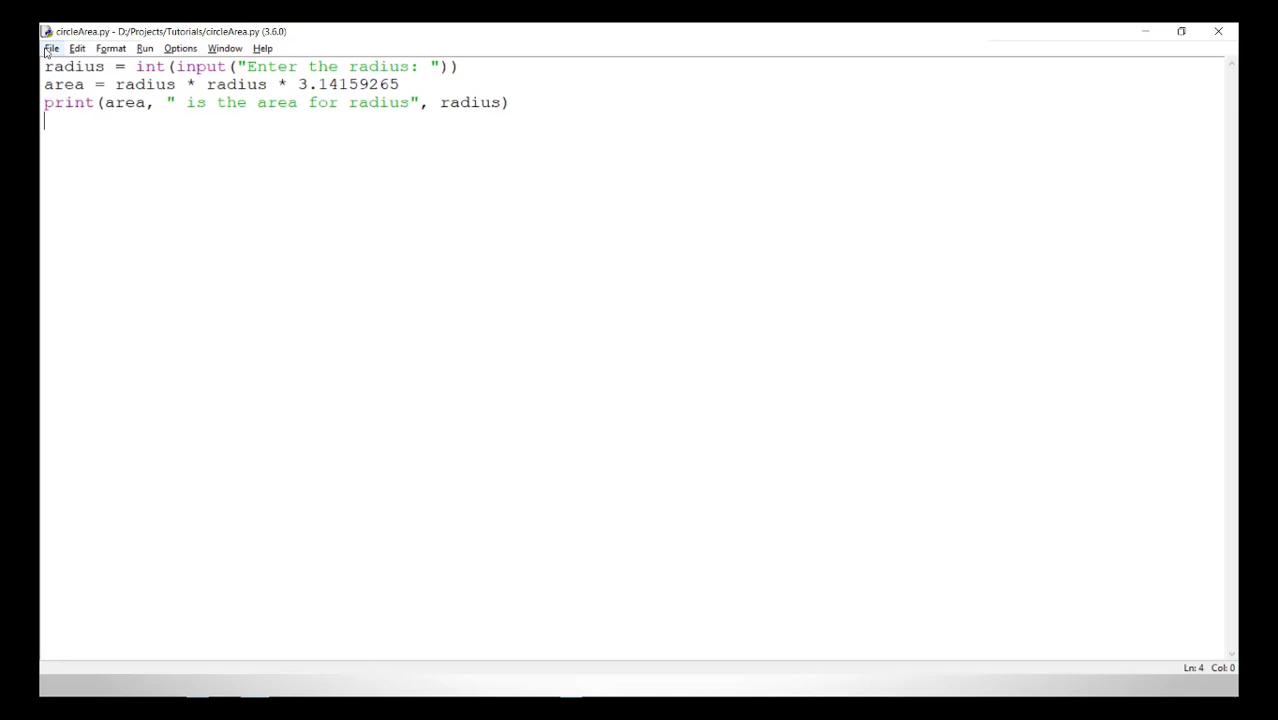 circleArea.py - D:/Projects/Tutorials/circleArea.py (3.6.0)
File Edit Format Run Options Window Help
radius = int(input("Enter the radius: "))
area = radius * radius * 3.14159265
print(area, " is the area for radius", radius)
Ln: 4 Col: 0